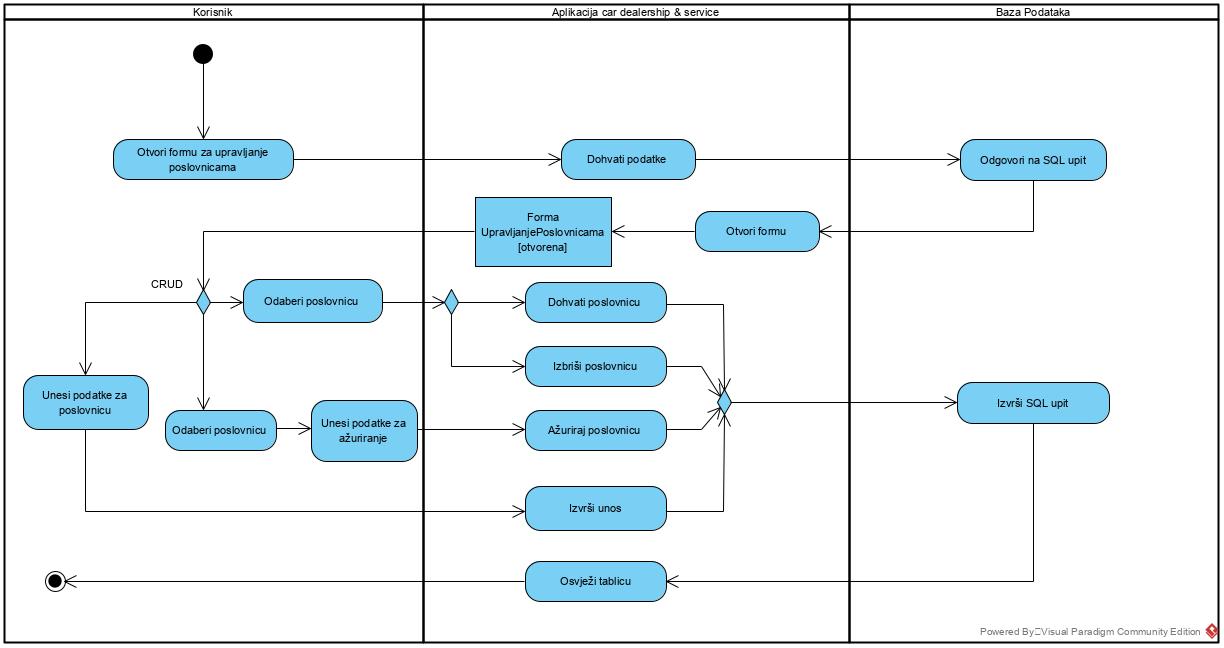 Korisnik
Aplikacija car dealership & service
Baza Podataka
Otvori formu za upravljanje
poslovnicama
Dohvati podatke
Odgovori na SQL upit
Forma
UpravljanjePoslovnicama
[otvorena]
Otvori formu
CRUD
Odaberi poslovnicu
Dohvati poslovnicu
Izbriši poslovnicu
Unesi podatke za
poslovnicu
Odaberi poslovnicu
Unesi podatke za
ažuriranje
Ažuriraj poslovnicu
Izvrši SQL upit
Izvrši unos
Osvježi tablicu
Powered By Visual Paradigm Community Edition